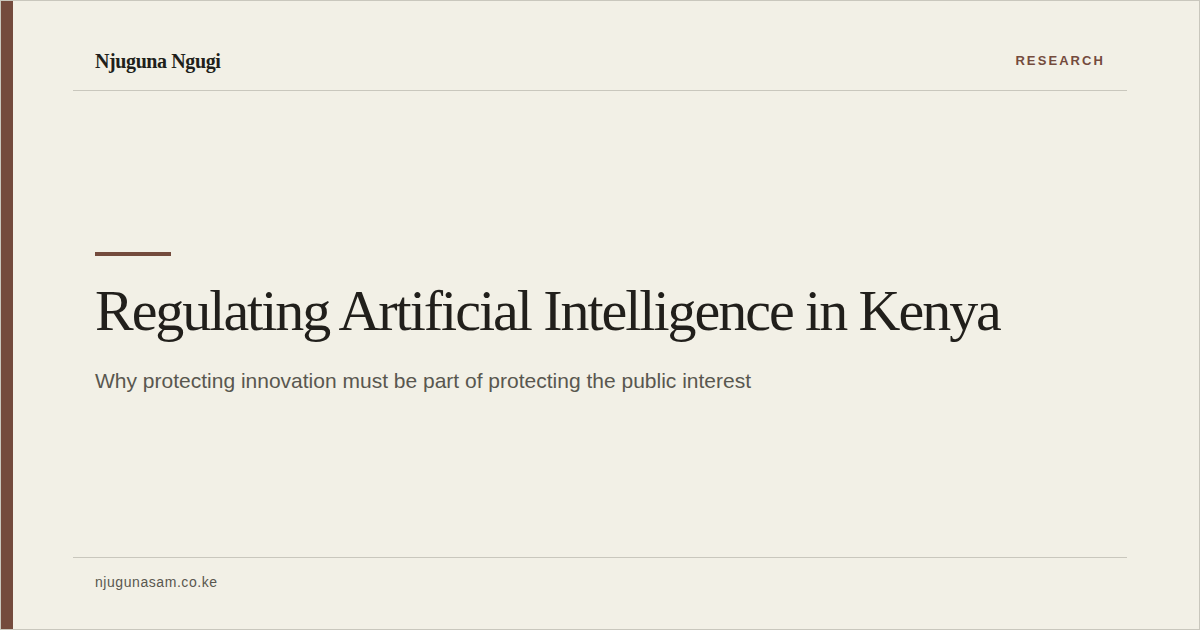 Njuguna Ngugi
RESEARCH
Regulating Artificial Intelligence in Kenya
Why protecting innovation must be part of protecting the public interest
njugunasam.co.ke